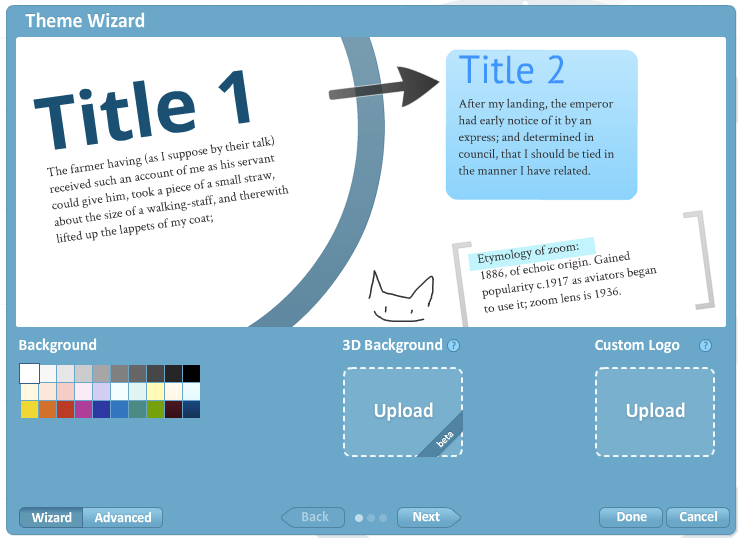 Theme Wizard
Title 1
The farmer having (as I suppose by their talk)
received such an account of me as his servant
could give him, took a piece of a small straw,
about the size of a walking-staff, and therewith
lifted up the lappets of my coat;
Title 2
After my landing, the emperor
had early notice of it by an
express; and determined in
council, that I should be tied in
the manner I have related.
Etymology of zoom:
1886, of echoic origin. Gained
popularity c.1917 as aviators began
to use it; zoom lens is 1936.
Background
3D Background ?
Custom Logo ?
Upload
beta
Upload
Wizard
Advanced
Back
Next
Done
Cancel